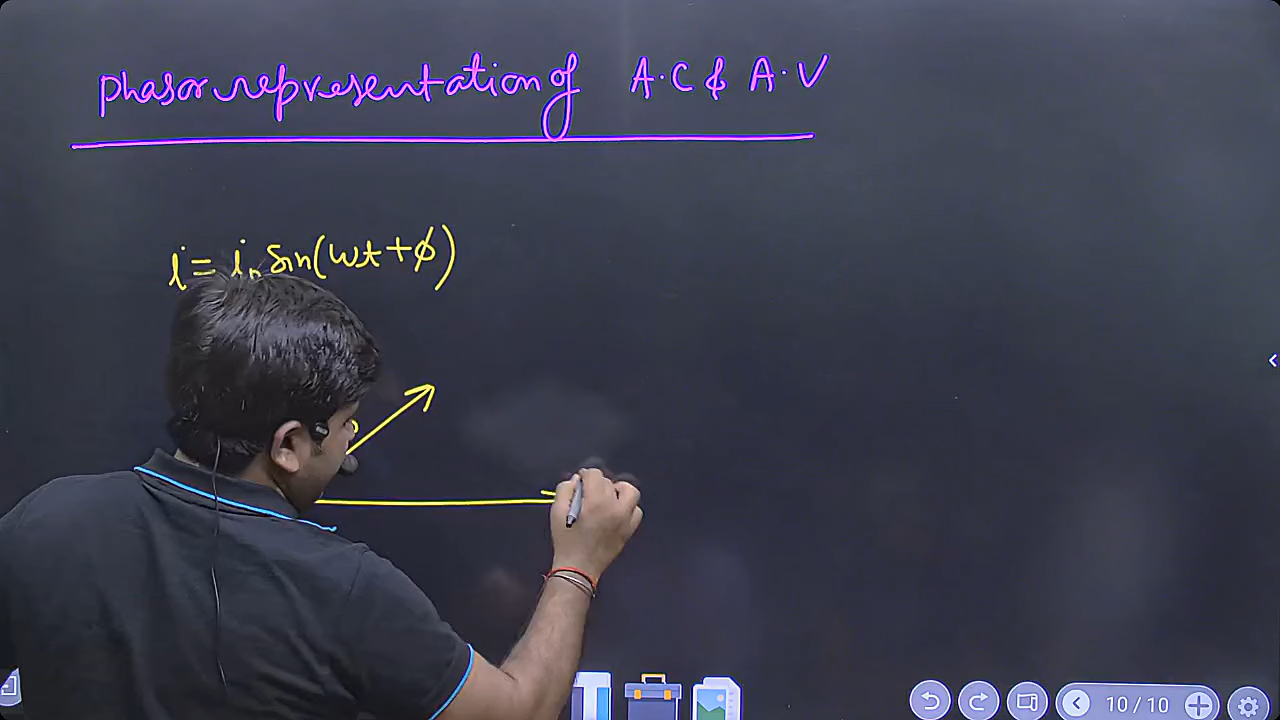 Phasor representation of A.C & A.V
i = i₀ sin(ωt + φ)
10/10